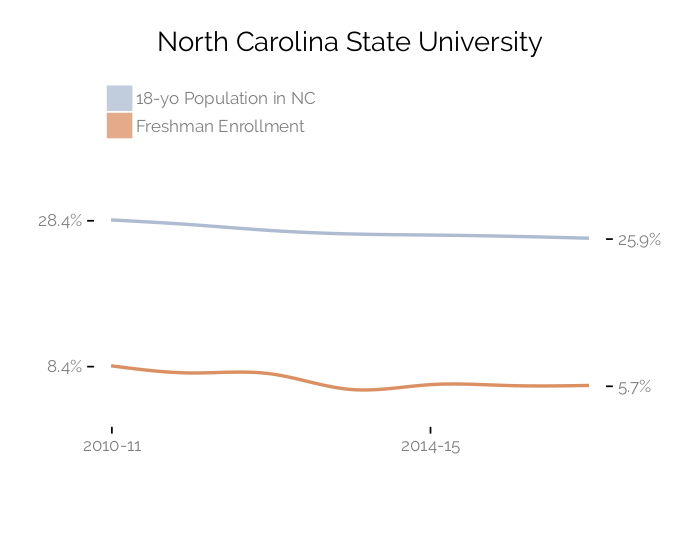 North Carolina State University
18-yo Population in NC
Freshman Enrollment
28.4%
25.9%
8.4%
5.7%
2010-11
2014-15